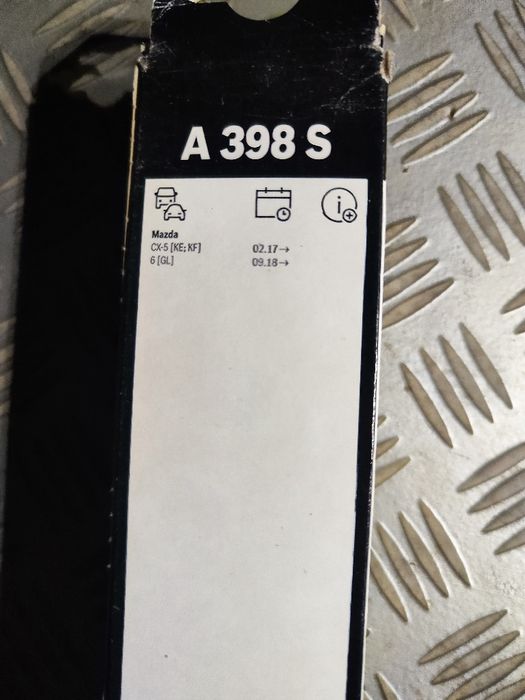 A 398 S
Mazda
CX-5 [KE; KF] 02.17→
6 [GL] 09.18→